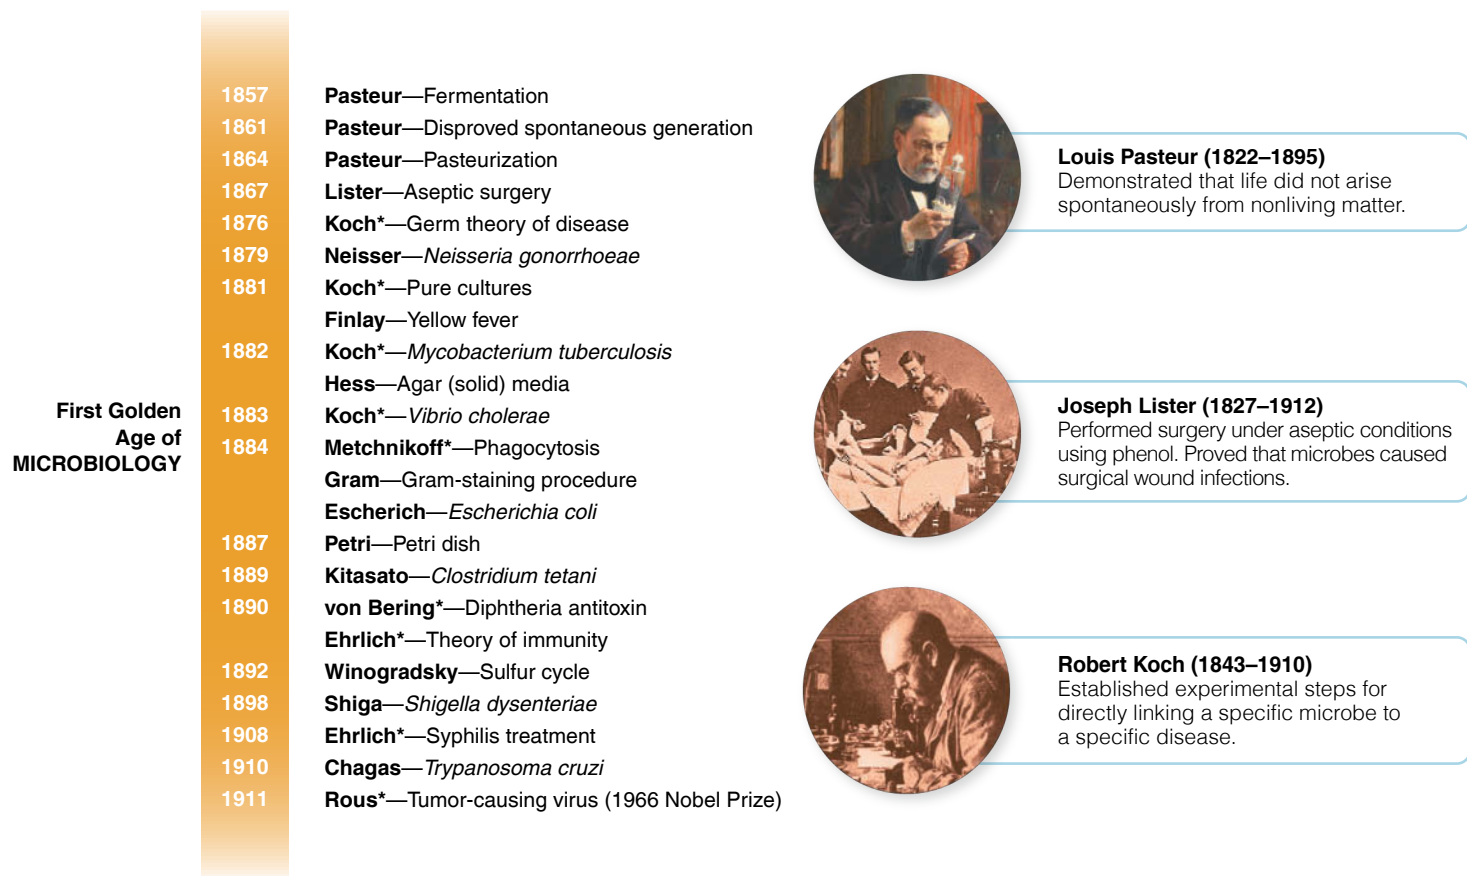 First Golden
Age of
MICROBIOLOGY
1857 Pasteur—Fermentation
1861 Pasteur—Disproved spontaneous generation
1864 Pasteur—Pasteurization
1867 Lister—Aseptic surgery
1876 Koch*—Germ theory of disease
1879 Neisser—Neisseria gonorrhoeae
1881 Koch*—Pure cultures
Finlay—Yellow fever
1882 Koch*—Mycobacterium tuberculosis
Hess—Agar (solid) media
1883 Koch*—Vibrio cholerae
1884 Metchnikoff*—Phagocytosis
Gram—Gram-staining procedure
Escherich—Escherichia coli
1887 Petri—Petri dish
1889 Kitasato—Clostridium tetani
1890 von Bering*—Diphtheria antitoxin
Ehrlich*—Theory of immunity
1892 Winogradsky—Sulfur cycle
1898 Shiga—Shigella dysenteriae
1908 Ehrlich*—Syphilis treatment
1910 Chagas—Trypanosoma cruzi
1911 Rous*—Tumor-causing virus (1966 Nobel Prize)
Louis Pasteur (1822–1895)
Demonstrated that life did not arise
spontaneously from nonliving matter.
Joseph Lister (1827–1912)
Performed surgery under aseptic conditions
using phenol. Proved that microbes caused
surgical wound infections.
Robert Koch (1843–1910)
Established experimental steps for
directly linking a specific microbe to
a specific disease.